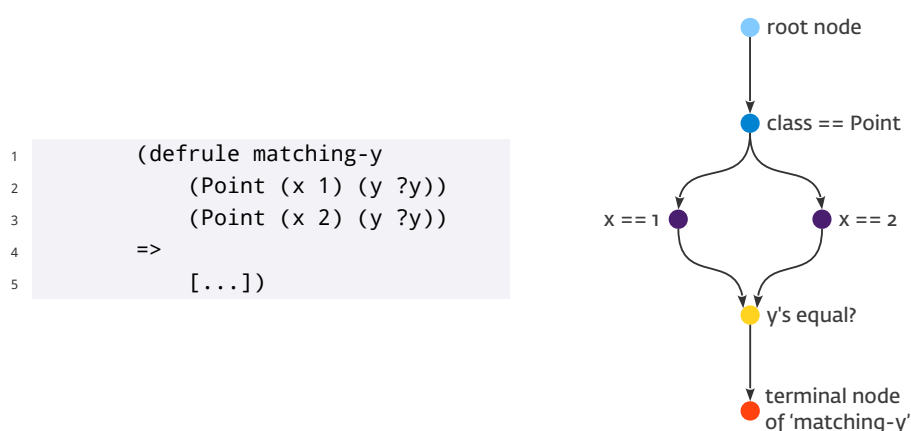 1 (defrule matching-y
2 (Point (x 1) (y ?y))
3 (Point (x 2) (y ?y))
4 =>
5 [...])
root node
class == Point
x == 1
x == 2
y's equal?
terminal node
of ‘matching-y’